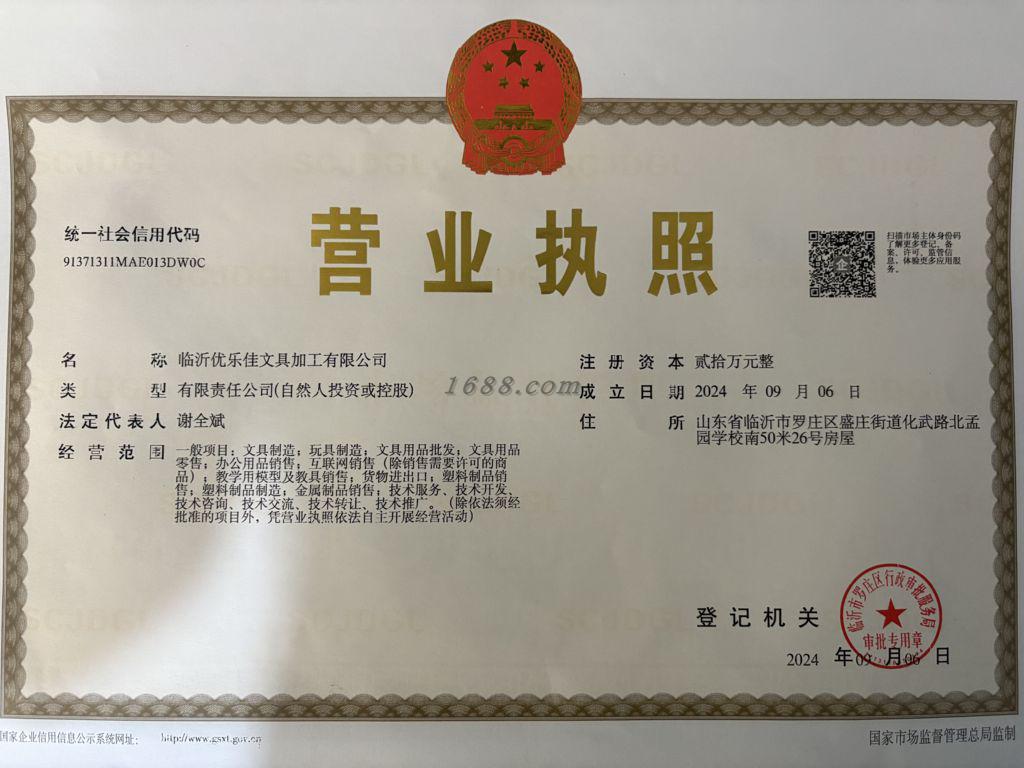 营业执照
统一社会信用代码
91371311MAE013DW0C
扫描市场主体身份码
了解更多登记、备
案、许可、监管信
息，体验更多应用服
务。
名 称 临沂优乐佳文具加工有限公司
类 型 有限责任公司(自然人投资或控股)
法定代表人 谢全斌
经营范围 一般项目：文具制造；玩具制造；文具用品批发；文具用品
零售；办公用品销售；互联网销售（除销售需要许可的商
品）；教学用模型及教具销售；货物进出口；塑料制品销
售；塑料制品制造；金属制品销售；技术服务、技术开发、
技术咨询、技术交流、技术转让、技术推广。（除依法须经
批准的项目外，凭营业执照依法自主开展经营活动）
注册资本 贰拾万元整
成立日期 2024 年 09 月 06 日
住 所 山东省临沂市罗庄区盛庄街道化武路北孟
园学校南50米26号房屋
1688.com
登记机关
临沂市罗庄区行政审批服务局
审批专用章
2024 年 09 月 06 日
国家企业信用信息公示系统网址： http://www.gsxt.gov.cn
国家市场监督管理总局监制